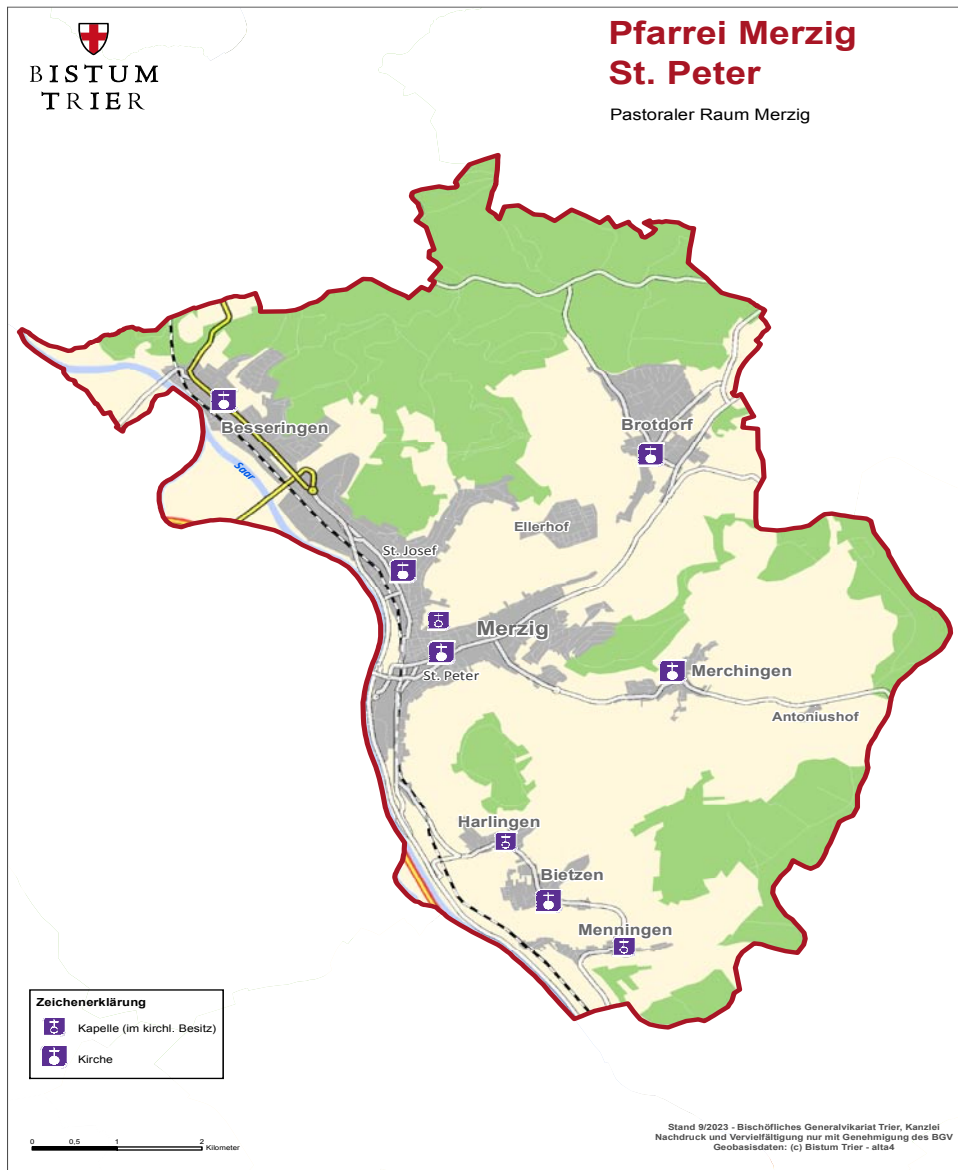 BISTUM
TRIER
Pfarrei Merzig
St. Peter
Pastoraler Raum Merzig
Besseringen
Brotdorf
Saar
Ellerhof
St. Josef
Merzig
St. Peter
Merchingen
Antoniushof
Harlingen
Bietzen
Menningen
Zeichenerklärung
Kapelle (im kirchl. Besitz)
Kirche
0 0,5 1 2 Kilometer
Stand 9/2023 - Bischöfliches Generalvikariat Trier, Kanzlei
Nachdruck und Vervielfältigung nur mit Genehmigung des BGV
Geobasisdaten: (c) Bistum Trier - alta4